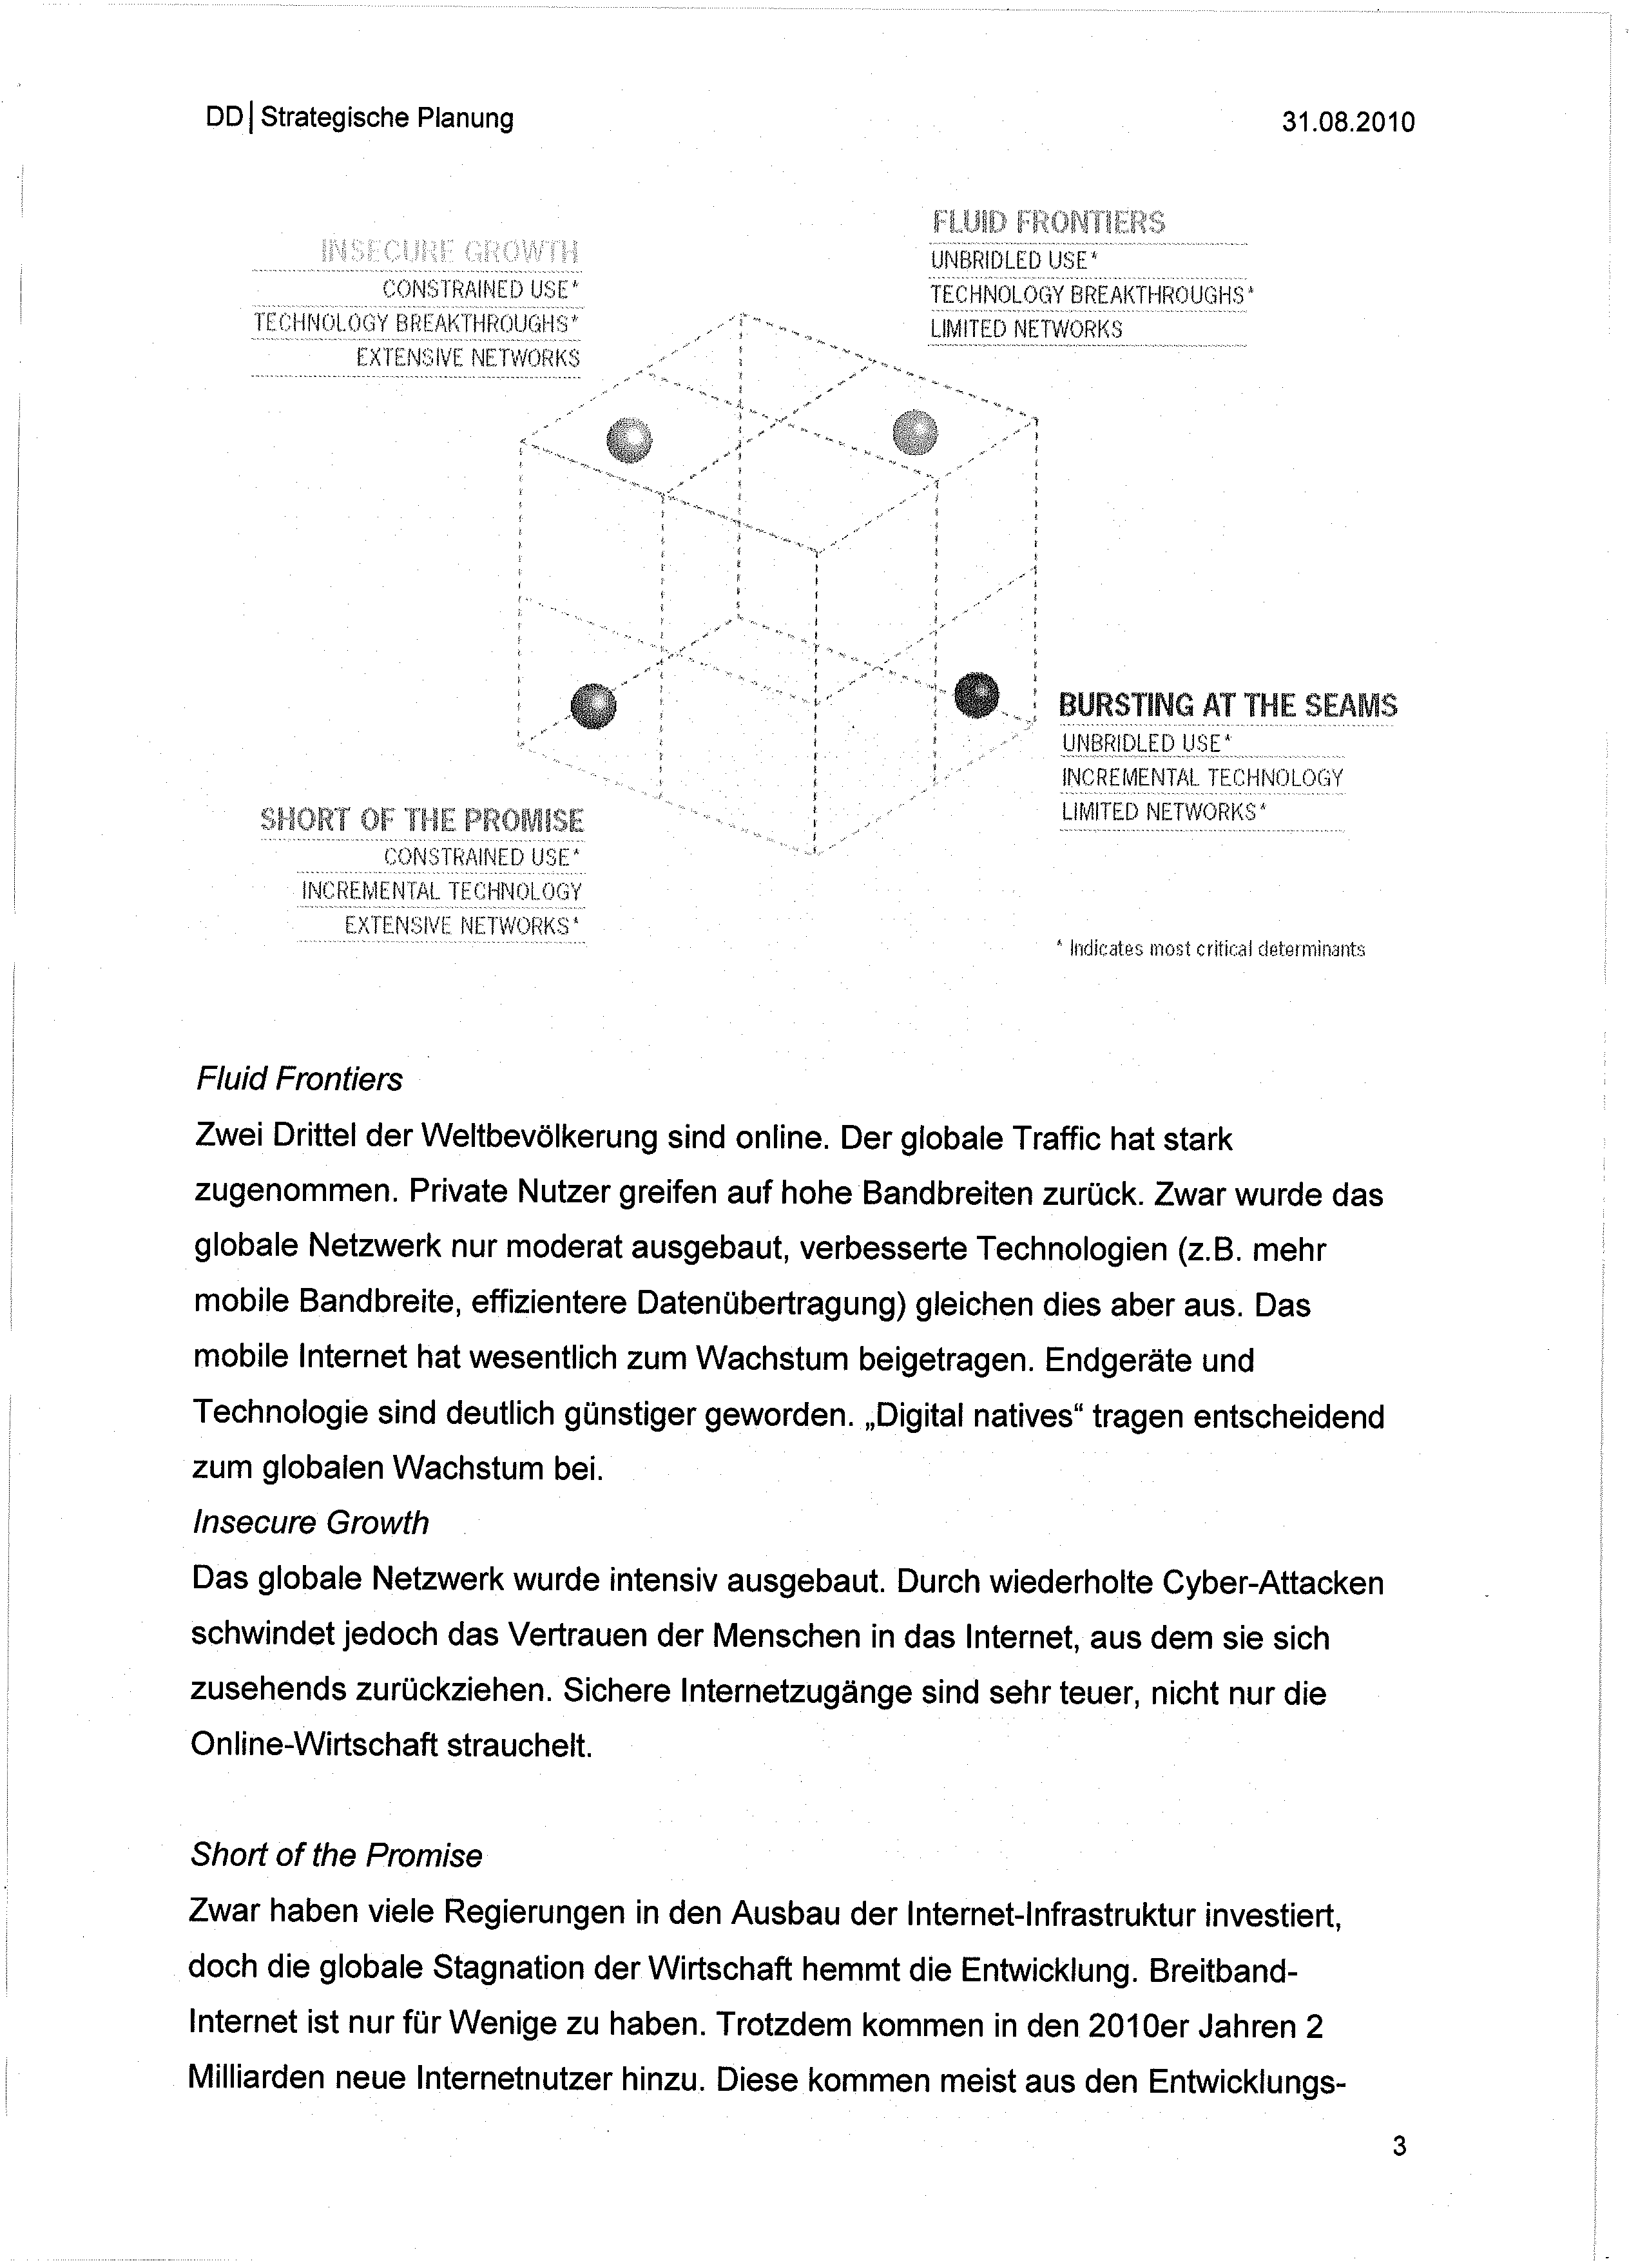 DD| Strategische Planung
31.08.2010
INSECURE GROWTH
CONSTRAINED USE*
TECHNOLOGY BREAKTHROUGHS*
EXTENSIVE NETWORKS
FLUID FRONTIERS
UNBRIDLED USE*
TECHNOLOGY BREAKTHROUGHS*
LIMITED NETWORKS
BURSTING AT THE SEAMS
UNBRIDLED USE*
INCREMENTAL TECHNOLOGY
LIMITED NETWORKS*
SHORT OF THE PROMISE
CONSTRAINED USE*
INCREMENTAL TECHNOLOGY
EXTENSIVE NETWORKS*
* Indicates most critical determinants
Fluid Frontiers
Zwei Drittel der Weltbevölkerung sind online. Der globale Traffic hat stark
zugenommen. Private Nutzer greifen auf hohe Bandbreiten zurück. Zwar wurde das
globale Netzwerk nur moderat ausgebaut, verbesserte Technologien (z.B. mehr
mobile Bandbreite, effizientere Datenübertragung) gleichen dies aber aus. Das
mobile Internet hat wesentlich zum Wachstum beigetragen. Endgeräte und
Technologie sind deutlich günstiger geworden. „Digital natives“ tragen entscheidend
zum globalen Wachstum bei.
Insecure Growth
Das globale Netzwerk wurde intensiv ausgebaut. Durch wiederholte Cyber-Attacken
schwindet jedoch das Vertrauen der Menschen in das Internet, aus dem sie sich
zusehends zurückziehen. Sichere Internetzugänge sind sehr teuer, nicht nur die
Online-Wirtschaft strauchelt.
Short of the Promise
Zwar haben viele Regierungen in den Ausbau der Internet-Infrastruktur investiert,
doch die globale Stagnation der Wirtschaft hemmt die Entwicklung. Breitband-
Internet ist nur für Wenige zu haben. Trotzdem kommen in den 2010er Jahren 2
Milliarden neue Internetnutzer hinzu. Diese kommen meist aus den Entwicklungs-
3